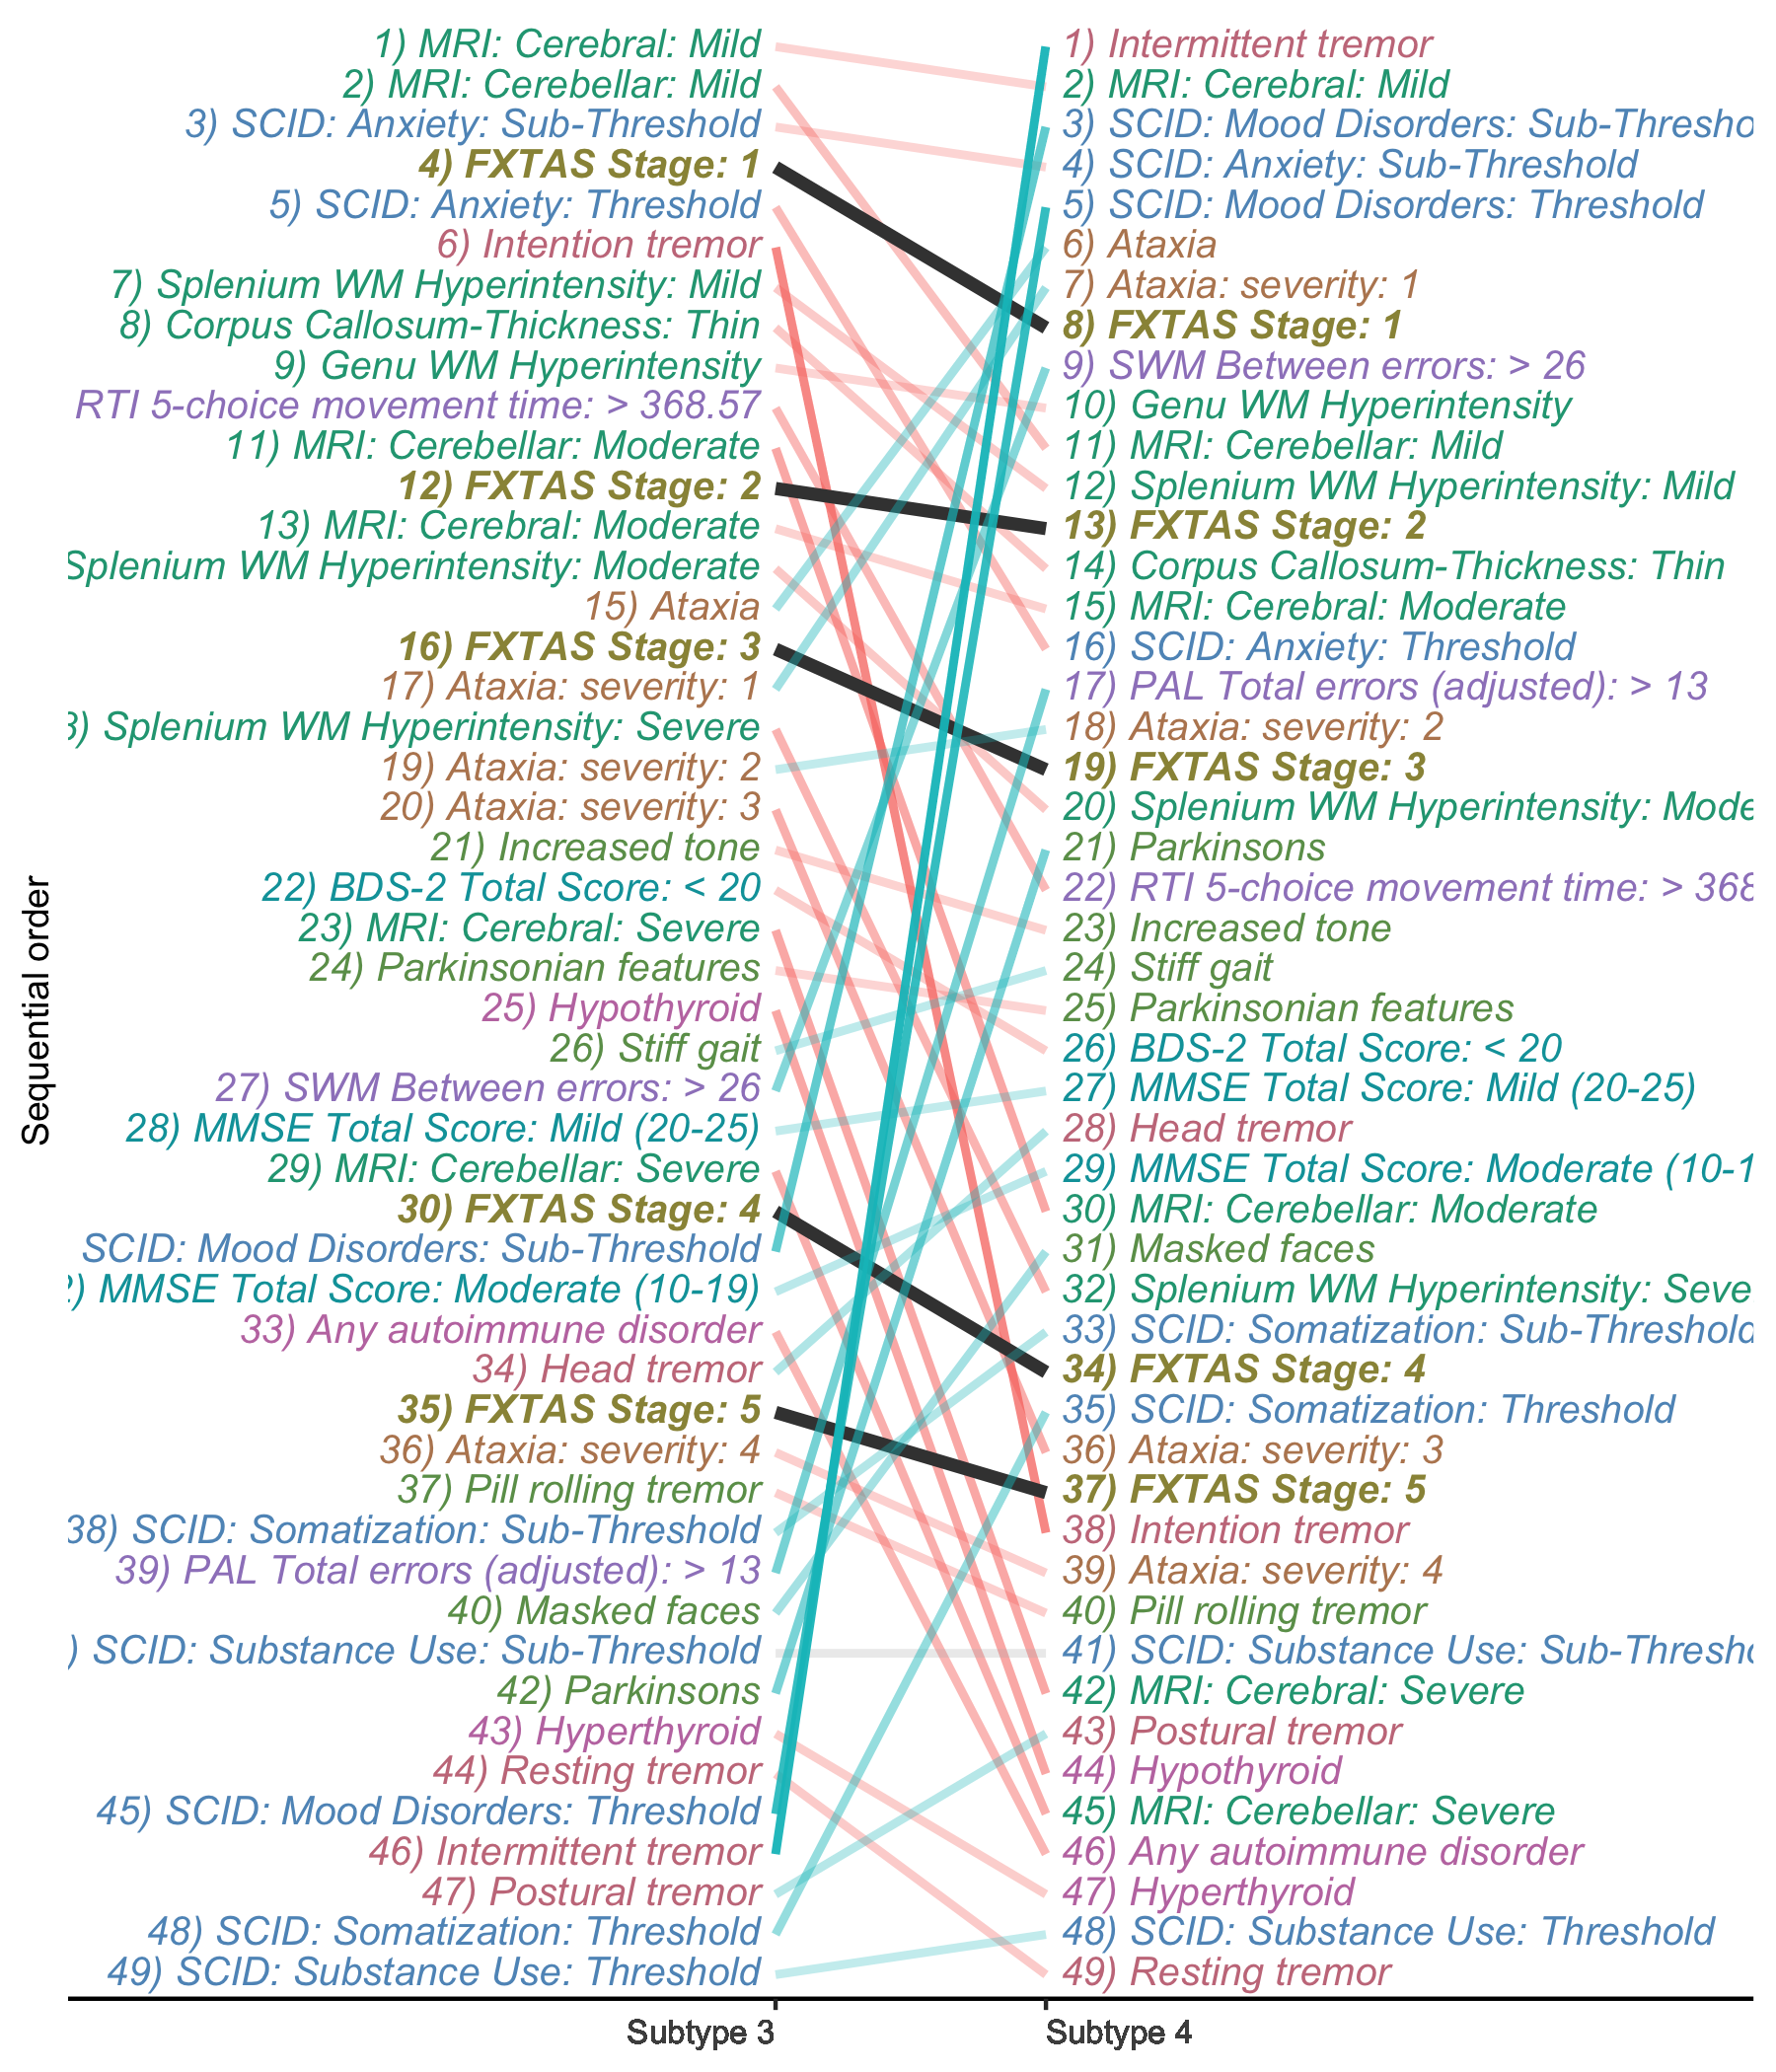 Sequential order
1) MRI: Cerebral: Mild
2) MRI: Cerebellar: Mild
3) SCID: Anxiety: Sub-Threshold
4) FXTAS Stage: 1
5) SCID: Anxiety: Threshold
6) Intention tremor
7) Splenium WM Hyperintensity: Mild
8) Corpus Callosum-Thickness: Thin
9) Genu WM Hyperintensity
RTI 5-choice movement time: > 368.57
11) MRI: Cerebellar: Moderate
12) FXTAS Stage: 2
13) MRI: Cerebral: Moderate
Splenium WM Hyperintensity: Moderate
15) Ataxia
16) FXTAS Stage: 3
17) Ataxia: severity: 1
) Splenium WM Hyperintensity: Severe
19) Ataxia: severity: 2
20) Ataxia: severity: 3
21) Increased tone
22) BDS-2 Total Score: < 20
23) MRI: Cerebral: Severe
24) Parkinsonian features
25) Hypothyroid
26) Stiff gait
27) SWM Between errors: > 26
28) MMSE Total Score: Mild (20-25)
29) MRI: Cerebellar: Severe
30) FXTAS Stage: 4
SCID: Mood Disorders: Sub-Threshold
) MMSE Total Score: Moderate (10-19)
33) Any autoimmune disorder
34) Head tremor
35) FXTAS Stage: 5
36) Ataxia: severity: 4
37) Pill rolling tremor
38) SCID: Somatization: Sub-Threshold
39) PAL Total errors (adjusted): > 13
40) Masked faces
) SCID: Substance Use: Sub-Threshold
42) Parkinsons
43) Hyperthyroid
44) Resting tremor
45) SCID: Mood Disorders: Threshold
46) Intermittent tremor
47) Postural tremor
48) SCID: Somatization: Threshold
49) SCID: Substance Use: Threshold
1) Intermittent tremor
2) MRI: Cerebral: Mild
3) SCID: Mood Disorders: Sub-Thresho
4) SCID: Anxiety: Sub-Threshold
5) SCID: Mood Disorders: Threshold
6) Ataxia
7) Ataxia: severity: 1
8) FXTAS Stage: 1
9) SWM Between errors: > 26
10) Genu WM Hyperintensity
11) MRI: Cerebellar: Mild
12) Splenium WM Hyperintensity: Mild
13) FXTAS Stage: 2
14) Corpus Callosum-Thickness: Thin
15) MRI: Cerebral: Moderate
16) SCID: Anxiety: Threshold
17) PAL Total errors (adjusted): > 13
18) Ataxia: severity: 2
19) FXTAS Stage: 3
20) Splenium WM Hyperintensity: Mode
21) Parkinsons
22) RTI 5-choice movement time: > 368
23) Increased tone
24) Stiff gait
25) Parkinsonian features
26) BDS-2 Total Score: < 20
27) MMSE Total Score: Mild (20-25)
28) Head tremor
29) MMSE Total Score: Moderate (10-1
30) MRI: Cerebellar: Moderate
31) Masked faces
32) Splenium WM Hyperintensity: Seve
33) SCID: Somatization: Sub-Threshold
34) FXTAS Stage: 4
35) SCID: Somatization: Threshold
36) Ataxia: severity: 3
37) FXTAS Stage: 5
38) Intention tremor
39) Ataxia: severity: 4
40) Pill rolling tremor
41) SCID: Substance Use: Sub-Thresho
42) MRI: Cerebral: Severe
43) Postural tremor
44) Hypothyroid
45) MRI: Cerebellar: Severe
46) Any autoimmune disorder
47) Hyperthyroid
48) SCID: Substance Use: Threshold
49) Resting tremor
Subtype 3
Subtype 4